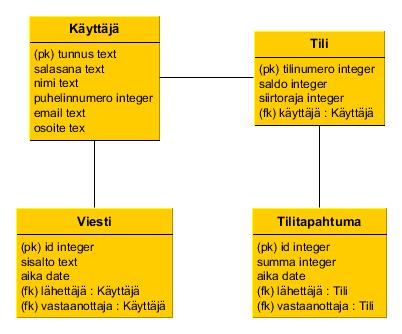 Käyttäjä
(pk) tunnus text
salasana text
nimi text
puhelinnumero integer
email text
osoite tex
Tili
(pk) tilinumero integer
saldo integer
siirtoraja integer
(fk) käyttäjä : Käyttäjä
Viesti
(pk) id integer
sisalto text
aika date
(fk) lähettäjä : Käyttäjä
(fk) vastaanottaja : Käyttäjä
Tilitapahtuma
(pk) id integer
summa integer
aika date
(fk) lähettäjä : Tili
(fk) vastaanottaja : Tili